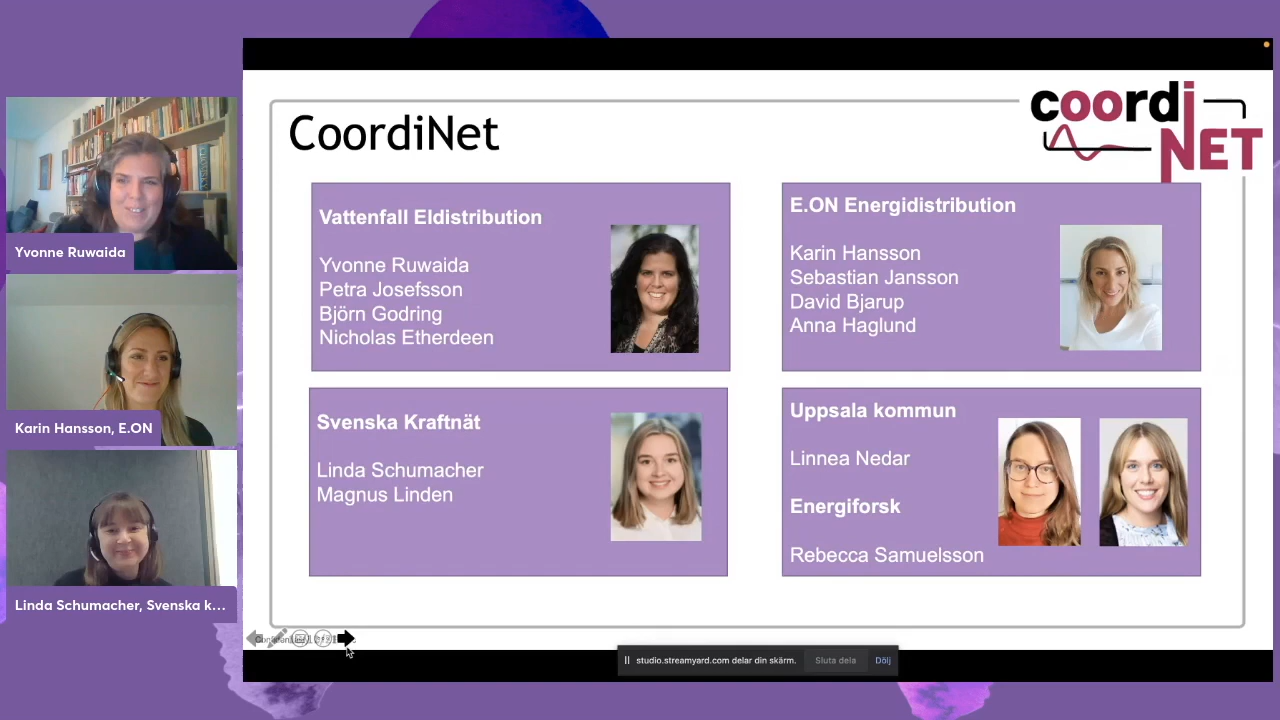 Yvonne Ruwaida
Karin Hansson, E.ON
Linda Schumacher, Svenska k...
CoordiNet
coordi
NET
Vattenfall Eldistribution
Yvonne Ruwaida
Petra Josefsson
Björn Godring
Nicholas Etherdeen
E.ON Energidistribution
Karin Hansson
Sebastian Jansson
David Bjarup
Anna Haglund
Svenska Kraftnät
Linda Schumacher
Magnus Linden
Uppsala kommun
Linnea Nedar
Energiforsk
Rebecca Samuelsson
studio.streamyard.com delar din skärm.
Sluta dela
Dölj